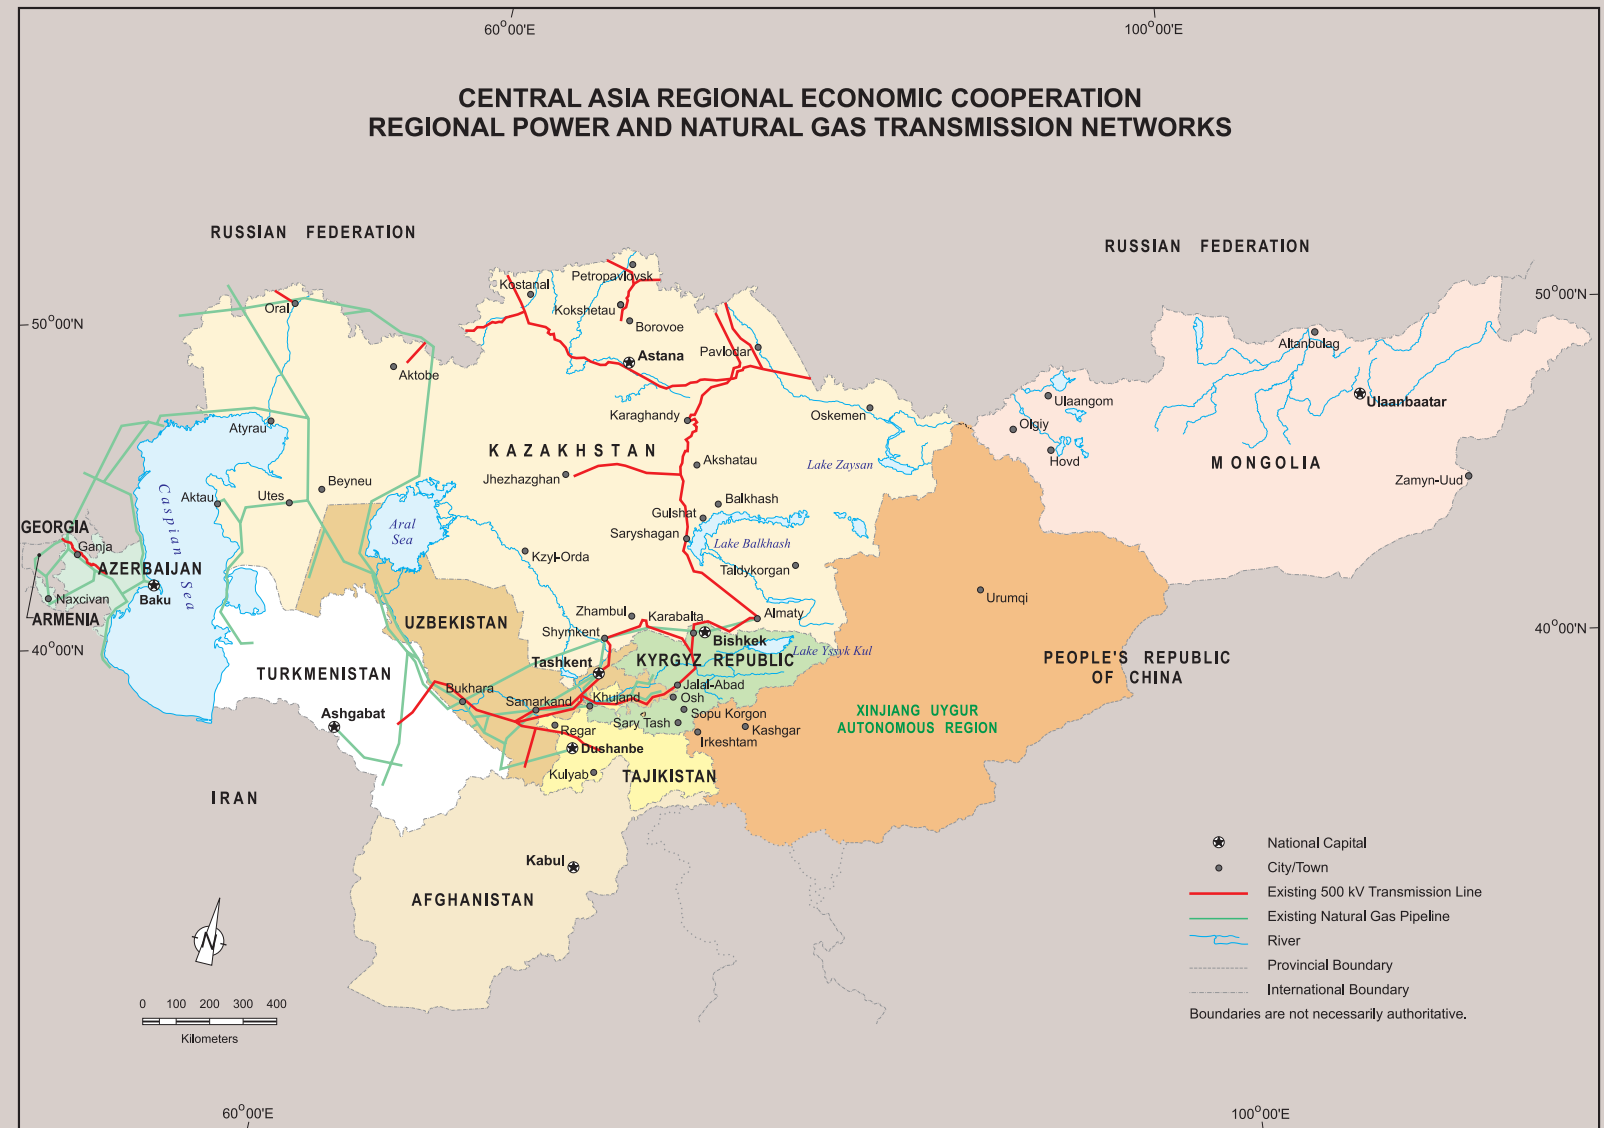 60°00'E
100°00'E
CENTRAL ASIA REGIONAL ECONOMIC COOPERATION
REGIONAL POWER AND NATURAL GAS TRANSMISSION NETWORKS
RUSSIAN FEDERATION
RUSSIAN FEDERATION
Petropavlovsk
Kostanai
50°00'N
Oral
Kokshetau
50°00'N
Borovoe
Altanbulag
Pavlodar
Astana
Aktobe
Ulaangom
Ulaanbaatar
Karaghandy
Oskemen
Atyrau
Olgiy
KAZAKHSTAN
Akshatau
Lake Zaysan
Hovd
MONGOLIA
Jhezhazghan
Zamyn-Uud
Beyneu
Aktau
Utes
Balkhash
Gulshat
Caspian Sea
Aral
Sea
GEORGIA
Saryshagan
Lake Balkhash
Ganja
Kzyl-Orda
AZERBAIJAN
Taldykorgan
Baku
Naxcivan
Urumqi
ARMENIA
Zhambul
Karabalta
Almaty
UZBEKISTAN
Shymkent
40°00'N
Bishkek
40°00'N
Lake Yssyk Kul
Tashkent
KYRGYZ REPUBLIC
PEOPLE'S REPUBLIC
OF CHINA
TURKMENISTAN
Bukhara
Jalal-Abad
Samarkand
Khujand
Osh
Ashgabat
Sopu Korgon
XINJIANG UYGUR
AUTONOMOUS REGION
Sary Tash
Regar
Kashgar
Irkeshtam
Dushanbe
Kulyab
TAJIKISTAN
IRAN
Kabul
AFGHANISTAN
National Capital
City/Town
Existing 500 kV Transmission Line
Existing Natural Gas Pipeline
River
Provincial Boundary
International Boundary
Boundaries are not necessarily authoritative.
N
0 100 200 300 400
Kilometers
60°00'E
100°00'E